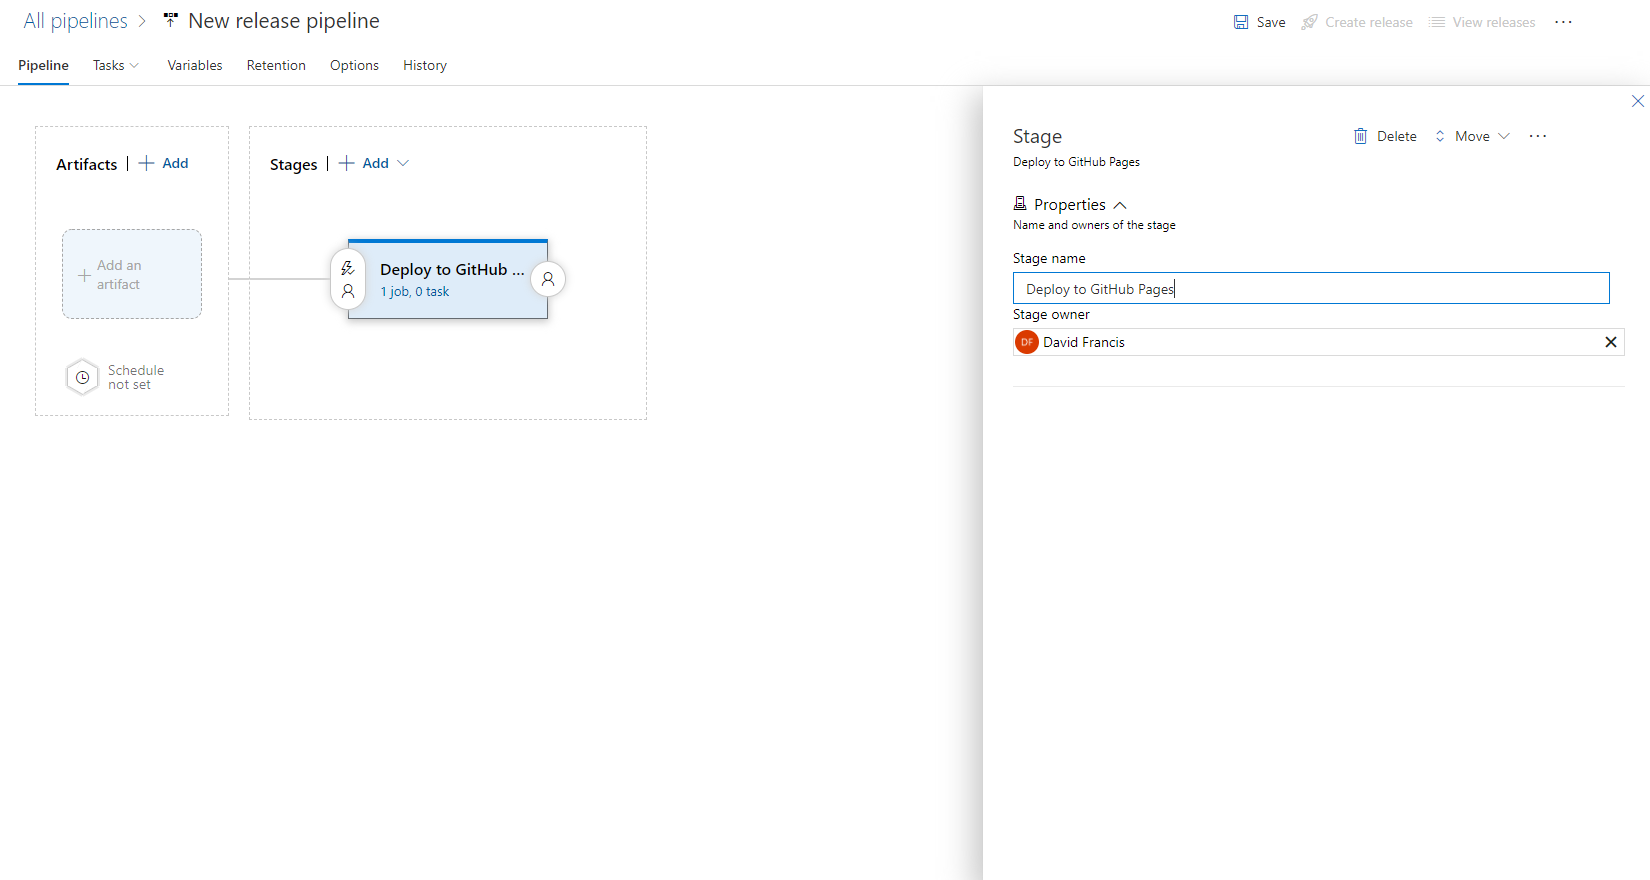 All pipelines > New release pipeline
Save Create release View releases ...
Pipeline Tasks Variables Retention Options History
Artifacts | + Add
Stages | + Add
+ Add an
artifact
Schedule
not set
Deploy to GitHub ...
1 job, 0 task
Stage
Delete Move ...
Deploy to GitHub Pages
Properties
Name and owners of the stage
Stage name
Deploy to GitHub Pages
Stage owner
DF David Francis